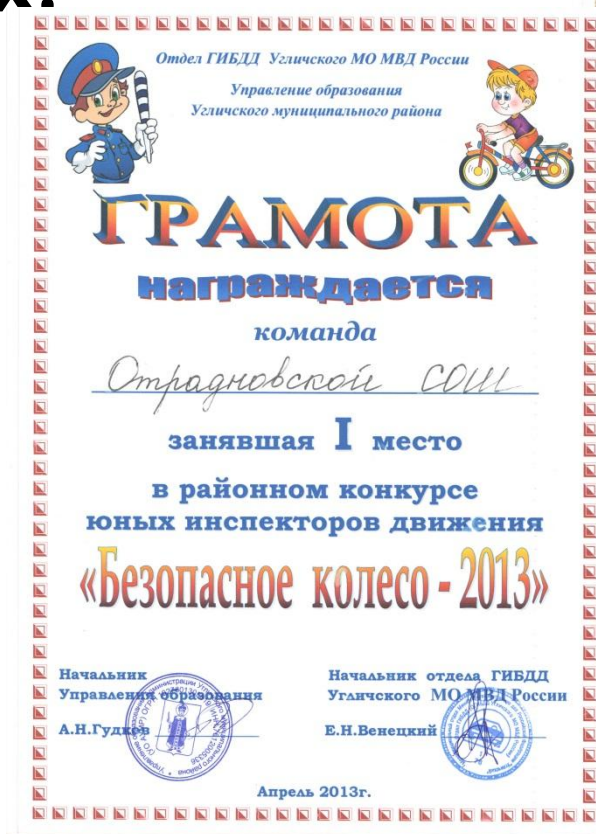 Отдел ГИБДД Угличского МО МВД России
Управление образования
Угличского муниципального района
ГРАМОТА
награждается
команда
Отрадновской СОШ
занявшая I место
в районном конкурсе
юных инспекторов движения
«Безопасное колесо - 2013»
Начальник
Управления образования
А.Н.Гудков
Начальник отдела ГИБДД
Угличского МО МВД России
Е.Н.Венецкий
Апрель 2013г.